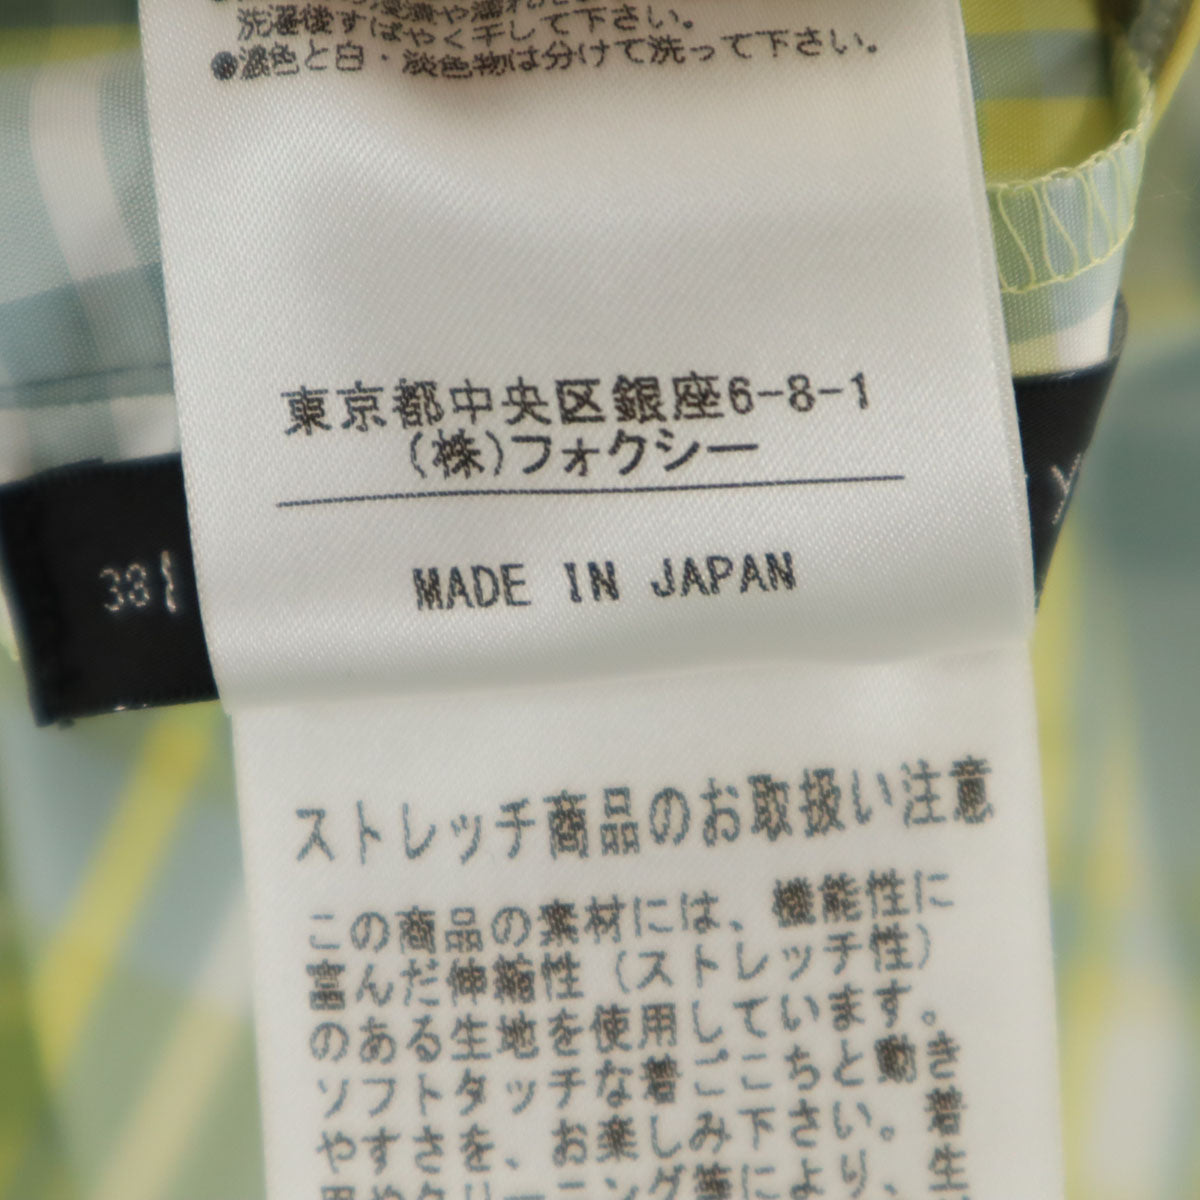 洗濯後すばやく干して下さい。
●濃色と白・淡色物は分けて洗って下さい。
東京都中央区銀座6-8-1
(株)フォクシー
MADE IN JAPAN
38
ストレッチ商品のお取扱い注意
この商品の素材には、機能性に
富んだ伸縮性(ストレッチ性)
のある生地を使用しています。
ソフトタッチな着ごこちと動き
やすさを、お楽しみ下さい。着